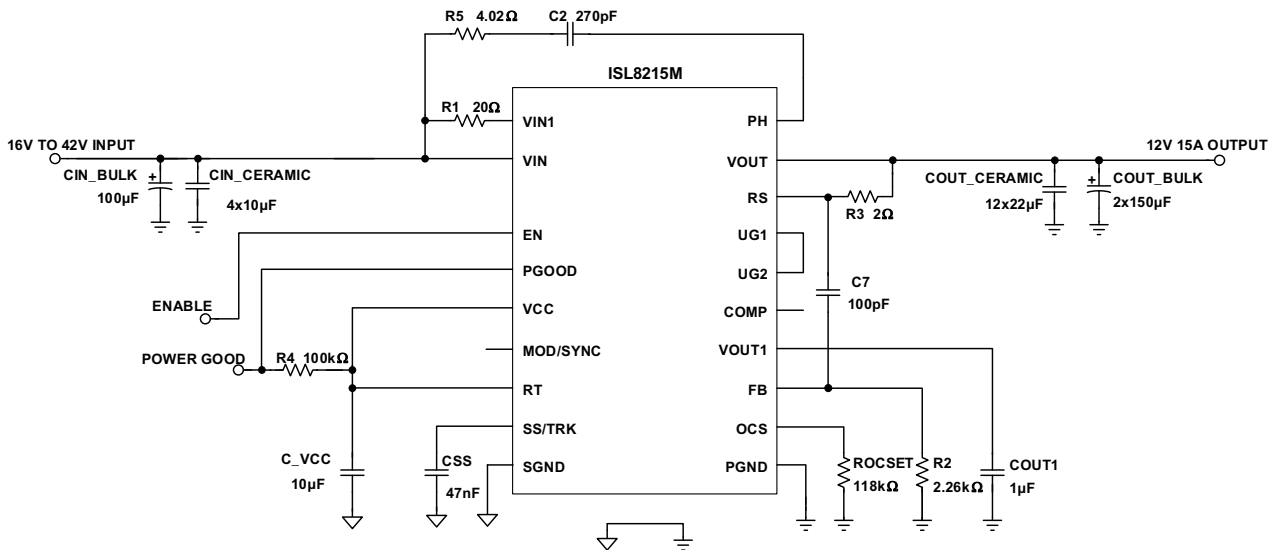 R5 4.02Ω
C2 270pF
ISL8215M
R1 20Ω
VIN1
PH
16V TO 42V INPUT
VIN
VOUT
12V 15A OUTPUT
CIN_BULK
100µF
+
CIN_CERAMIC
4x10µF
RS
R3 2Ω
COUT_CERAMIC
12x22µF
+
COUT_BULK
2x150µF
EN
UG1
PGOOD
UG2
ENABLE
VCC
COMP
C7
100pF
POWER GOOD
R4 100kΩ
MOD/SYNC
VOUT1
RT
FB
SS/TRK
OCS
C_VCC
10µF
CSS
47nF
SGND
PGND
ROCSET
118kΩ
R2
2.26kΩ
COUT1
1µF